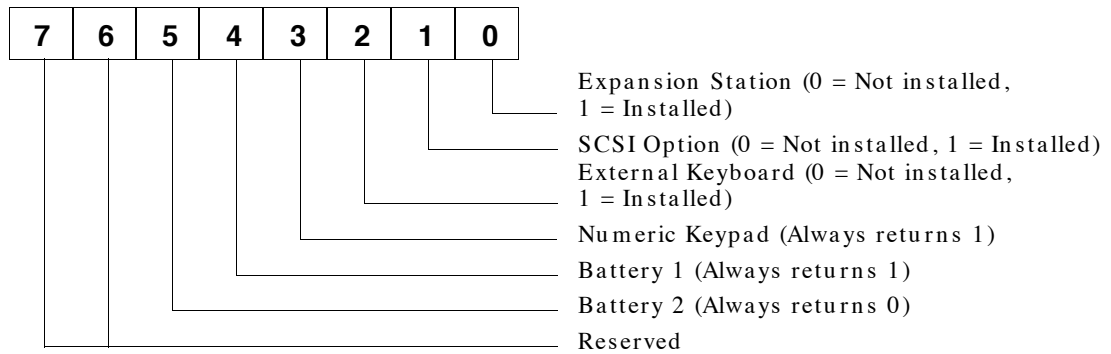 7 6 5 4 3 2 1 0
Expansion Station (0 = Not installed,
1 = Installed)
SCSI Option (0 = Not installed, 1 = Installed)
External Keyboard (0 = Not installed,
1 = Installed)
Numeric Keypad (Always returns 1)
Battery 1 (Always returns 1)
Battery 2 (Always returns 0)
Reserved